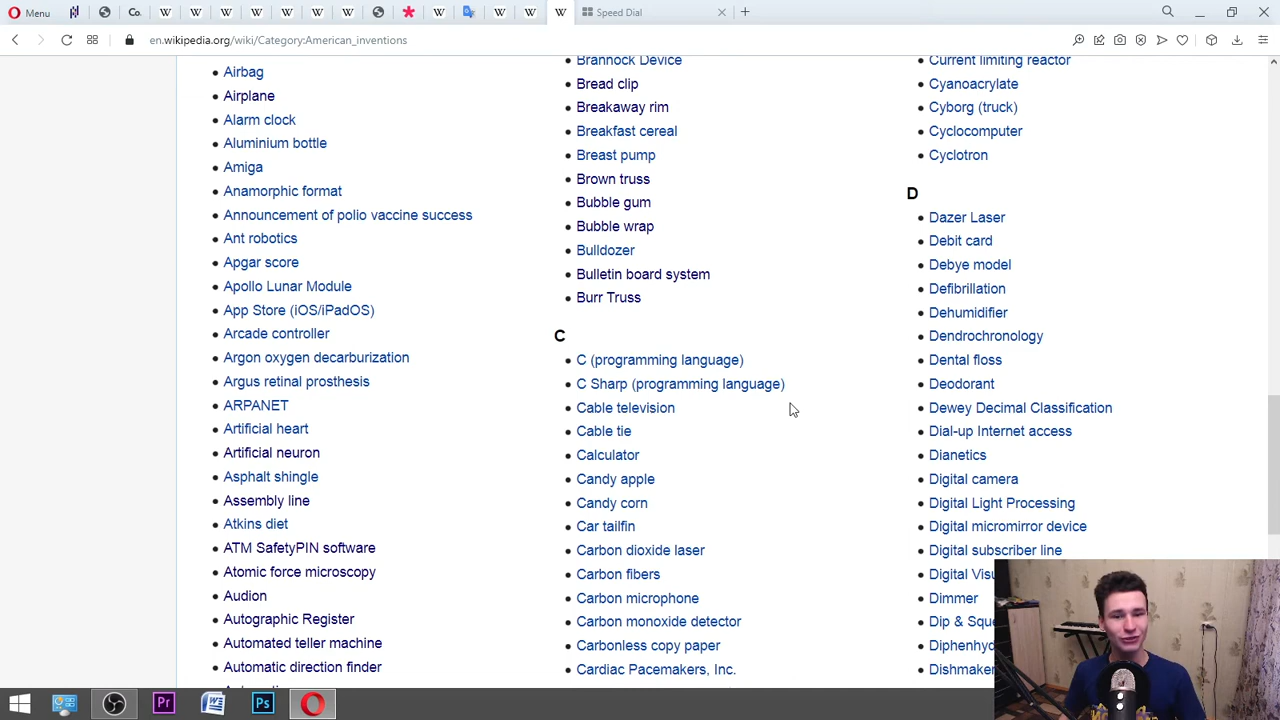 Menu
Co.
Speed Dial
en.wikipedia.org/wiki/Category:American_inventions
Airbag
Airplane
Alarm clock
Aluminium bottle
Amiga
Anamorphic format
Announcement of polio vaccine success
Ant robotics
Apgar score
Apollo Lunar Module
App Store (iOS/iPadOS)
Arcade controller
Argon oxygen decarburization
Argus retinal prosthesis
ARPANET
Artificial heart
Artificial neuron
Asphalt shingle
Assembly line
Atkins diet
ATM SafetyPIN software
Atomic force microscopy
Audion
Autographic Register
Automated teller machine
Automatic direction finder
Brannock Device
Bread clip
Breakaway rim
Breakfast cereal
Breast pump
Brown truss
Bubble gum
Bubble wrap
Bulldozer
Bulletin board system
Burr Truss
C
C (programming language)
C Sharp (programming language)
Cable television
Cable tie
Calculator
Candy apple
Candy corn
Car tailfin
Carbon dioxide laser
Carbon fibers
Carbon microphone
Carbon monoxide detector
Carbonless copy paper
Cardiac Pacemakers, Inc.
Current limiting reactor
Cyanoacrylate
Cyborg (truck)
Cyclocomputer
Cyclotron
D
Dazer Laser
Debit card
Debye model
Defibrillation
Dehumidifier
Dendrochronology
Dental floss
Deodorant
Dewey Decimal Classification
Dial-up Internet access
Dianetics
Digital camera
Digital Light Processing
Digital micromirror device
Digital subscriber line
Digital Visu
Dimmer
Dip & Sque
Diphenhyd
Dishmaker